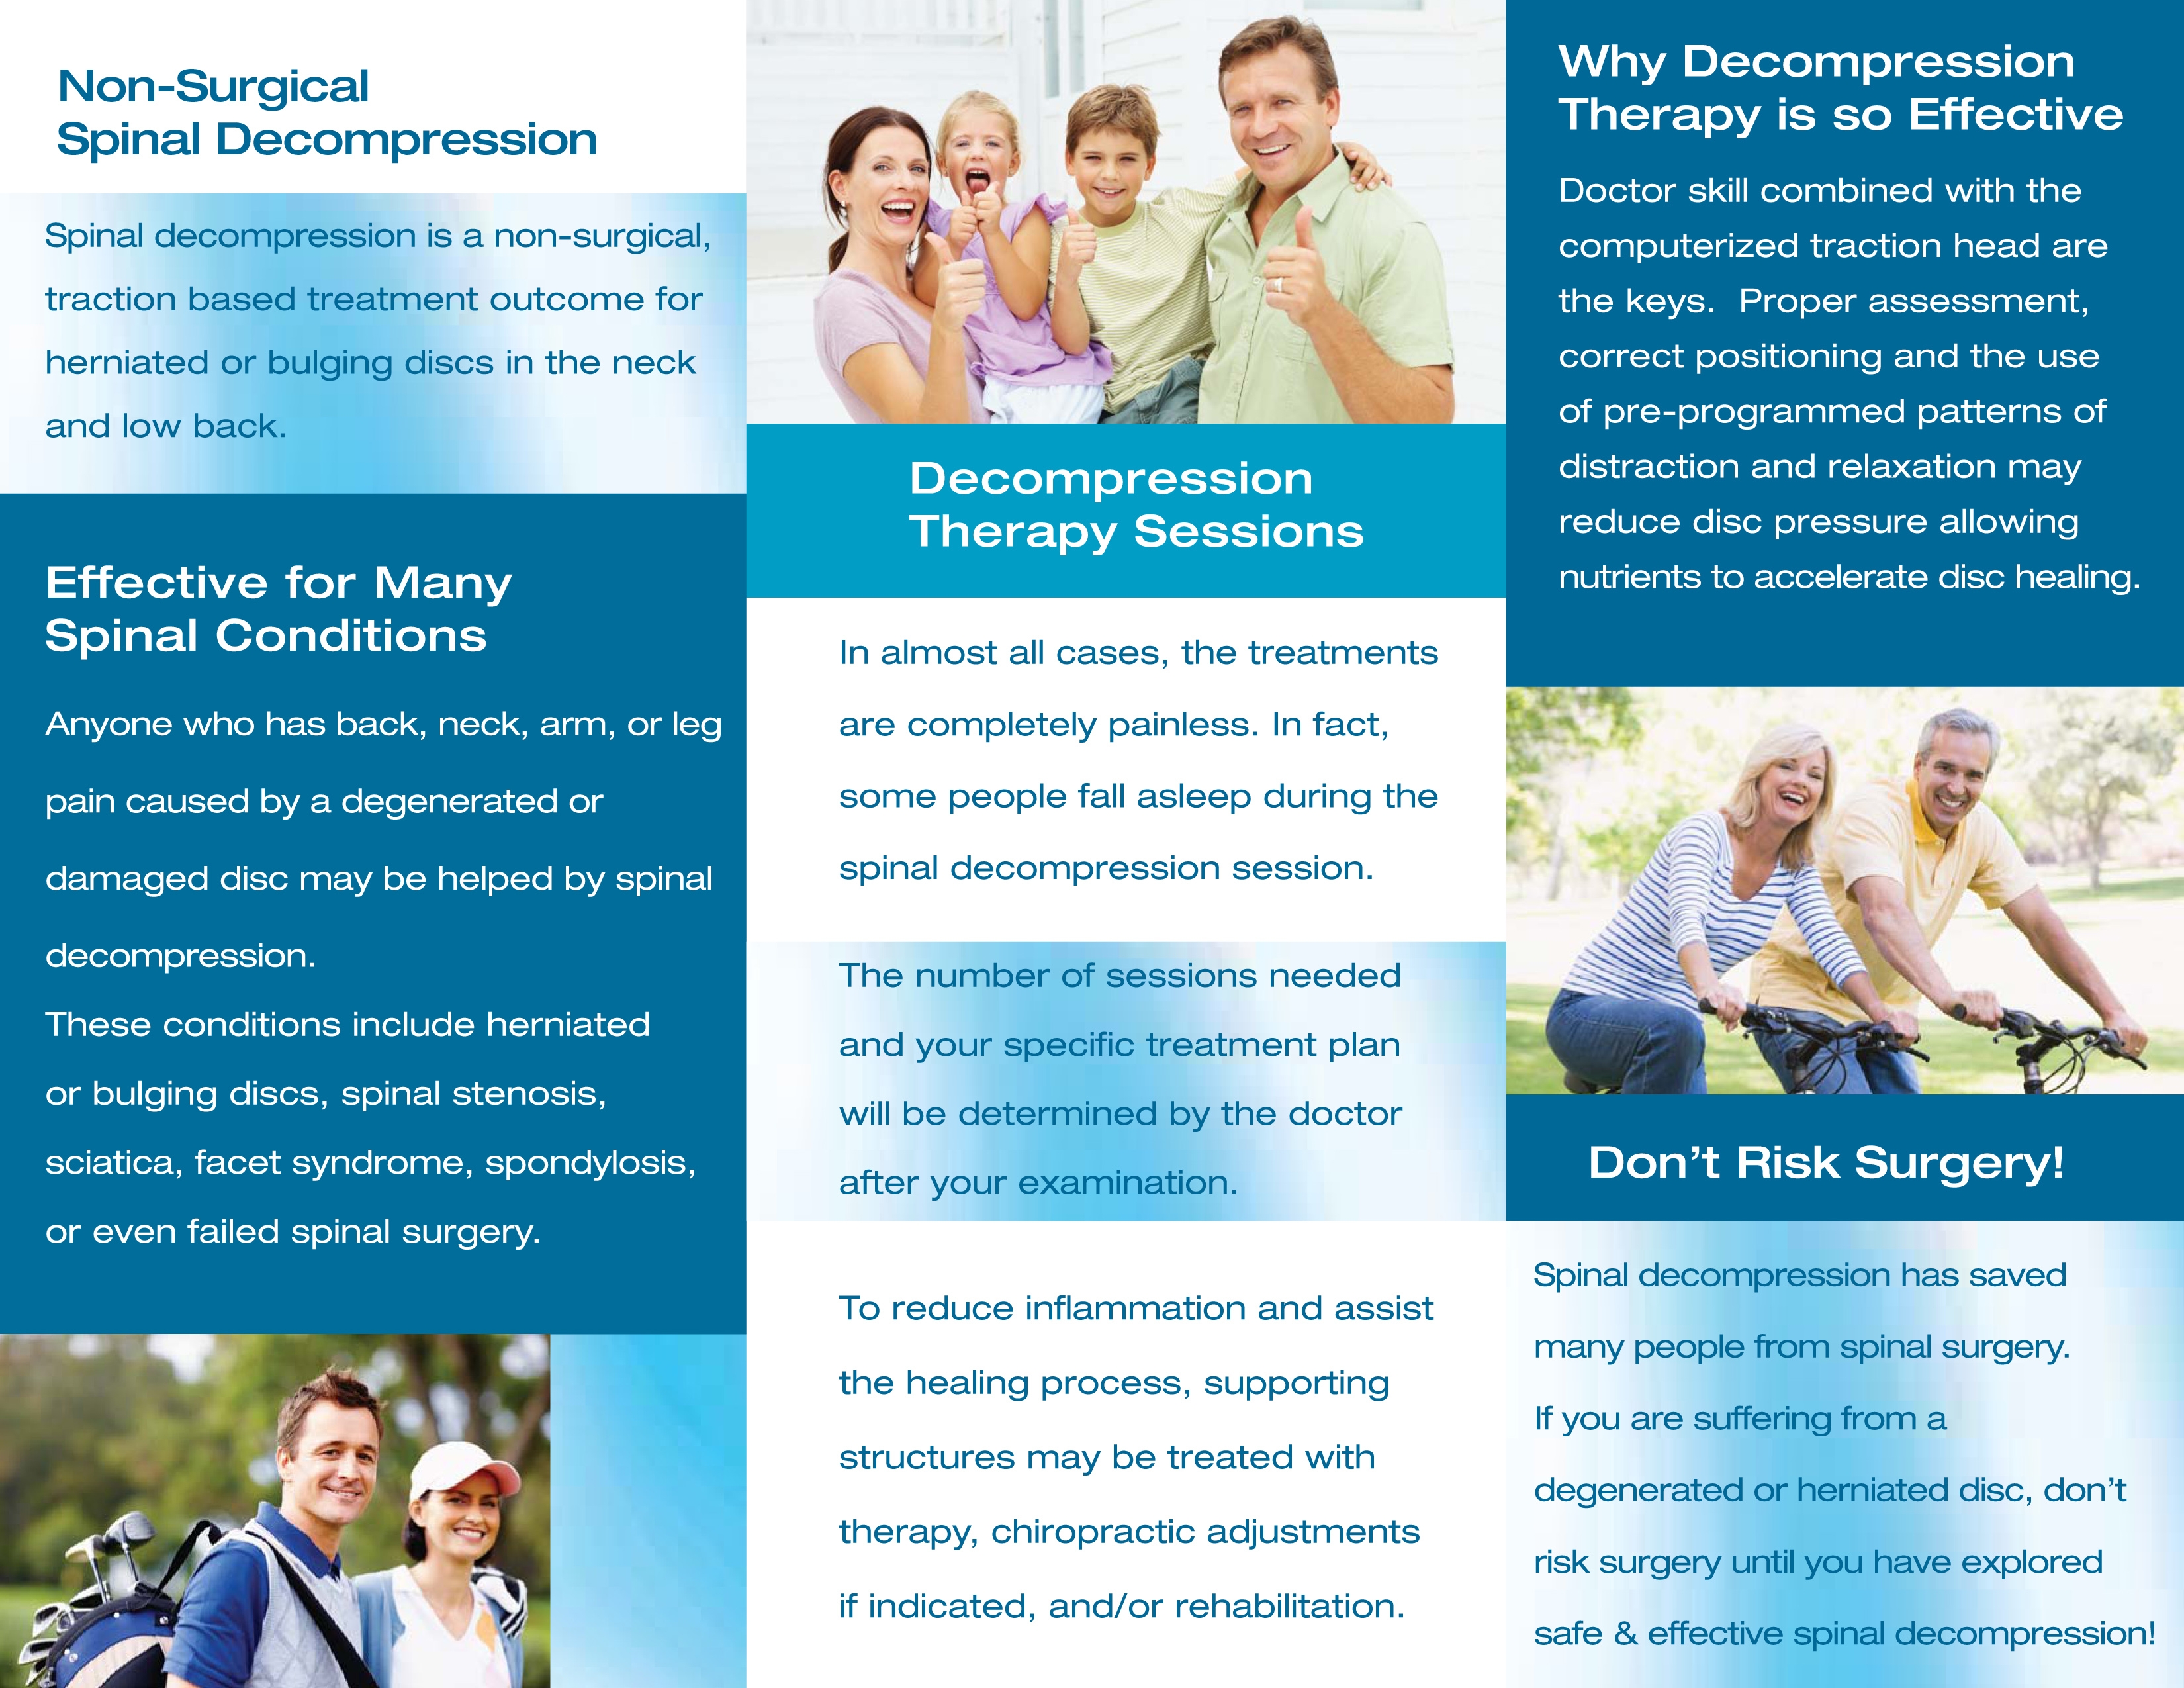 Non-Surgical
Spinal Decompression
Spinal decompression is a non-surgical,
traction based treatment outcome for
herniated or bulging discs in the neck
and low back.
Effective for Many
Spinal Conditions
Anyone who has back, neck, arm, or leg
pain caused by a degenerated or
damaged disc may be helped by spinal
decompression.
These conditions include herniated
or bulging discs, spinal stenosis,
sciatica, facet syndrome, spondylosis,
or even failed spinal surgery.
Decompression
Therapy Sessions
In almost all cases, the treatments
are completely painless. In fact,
some people fall asleep during the
spinal decompression session.
The number of sessions needed
and your specific treatment plan
will be determined by the doctor
after your examination.
To reduce inflammation and assist
the healing process, supporting
structures may be treated with
therapy, chiropractic adjustments
if indicated, and/or rehabilitation.
Why Decompression
Therapy is so Effective
Doctor skill combined with the
computerized traction head are
the keys.  Proper assessment,
correct positioning and the use
of pre-programmed patterns of
distraction and relaxation may
reduce disc pressure allowing
nutrients to accelerate disc healing.
Don’t Risk Surgery!
Spinal decompression has saved
many people from spinal surgery.
If you are suffering from a
degenerated or herniated disc, don’t
risk surgery until you have explored
safe & effective spinal decompression!